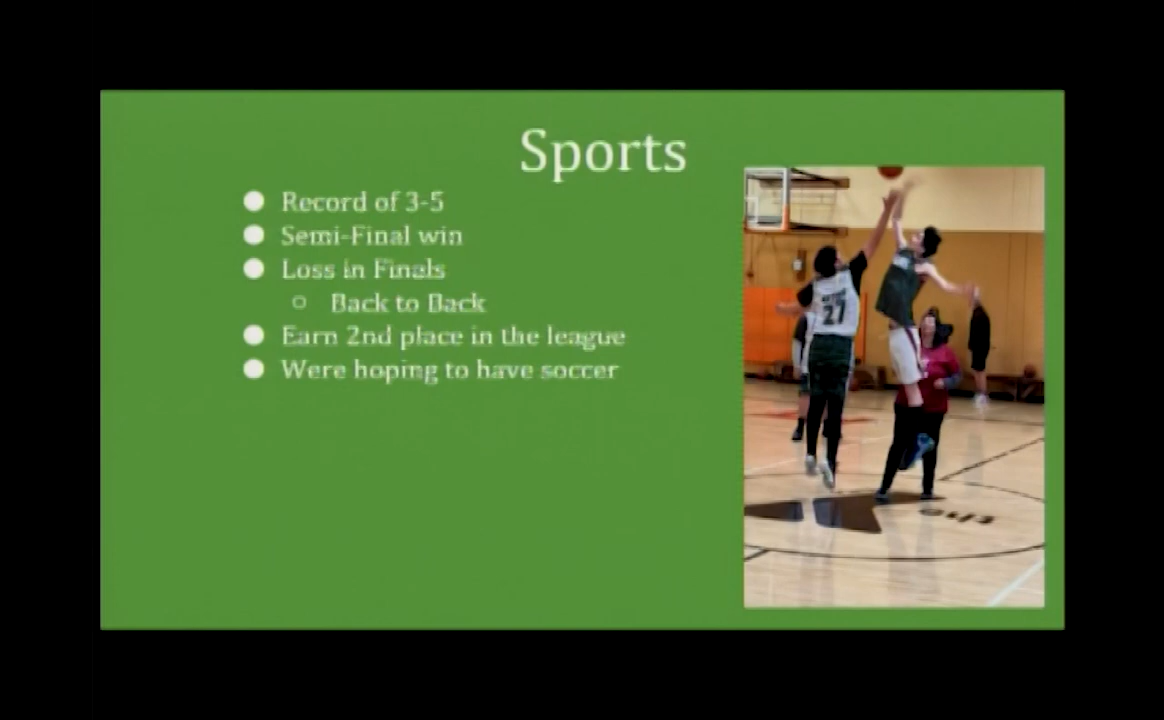 Sports
● Record of 3-5
● Semi-Final win
● Loss in Finals
○ Back to Back
● Earn 2nd place in the league
● Were hoping to have soccer
27